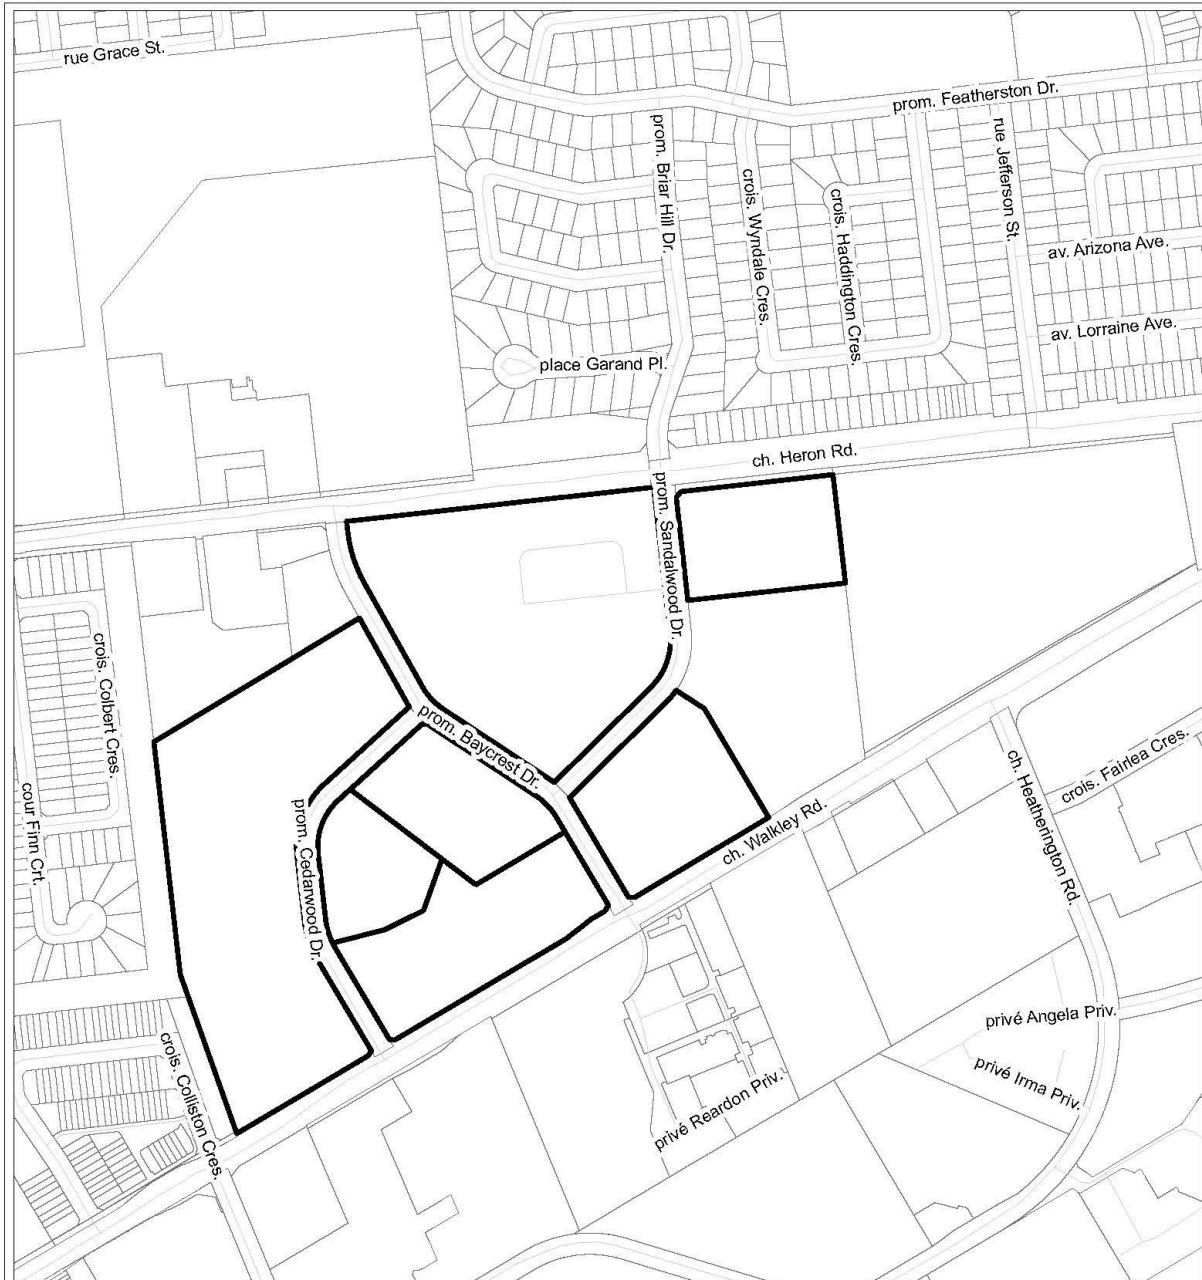 rue Grace St.
prom. Featherston Dr.
prom. Briar Hill Dr.
rue Jefferson St.
crois. Wyndale Cres.
crois. Haddington Cres.
av. Arizona Ave.
av. Lorraine Ave.
place Garand Pl.
ch. Heron Rd.
prom. Sandalwood Dr.
crois. Colbert Cres.
prom. Baycrest Dr.
crois. Fairlea Cres.
ch. Heatherington Rd.
cour Finn Crt.
prom. Cedarwood Dr.
ch. Walkley Rd.
privé Angela Priv.
crois. Colliston Cres.
privé Irma Priv.
privé Reardon Priv.